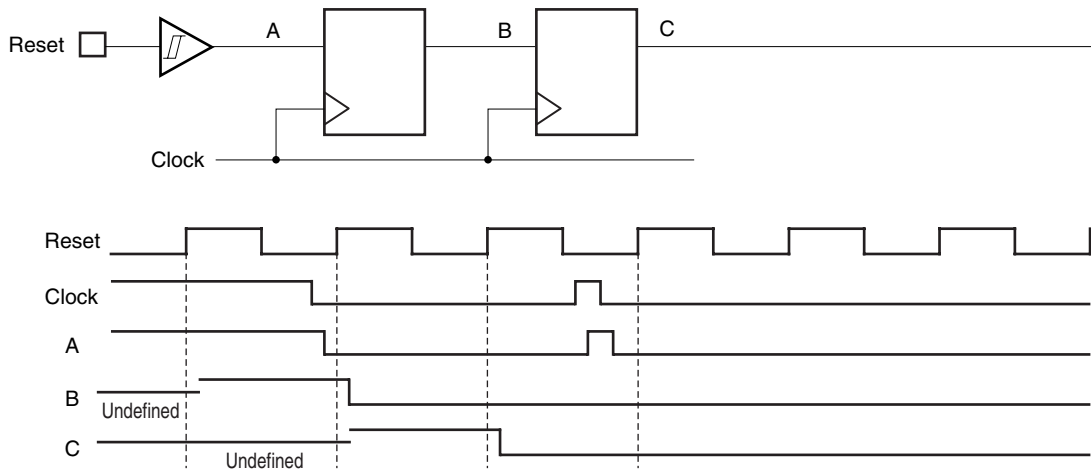 A
B
C
Reset
Clock
Reset
Clock
A
B
Undefined
C
Undefined